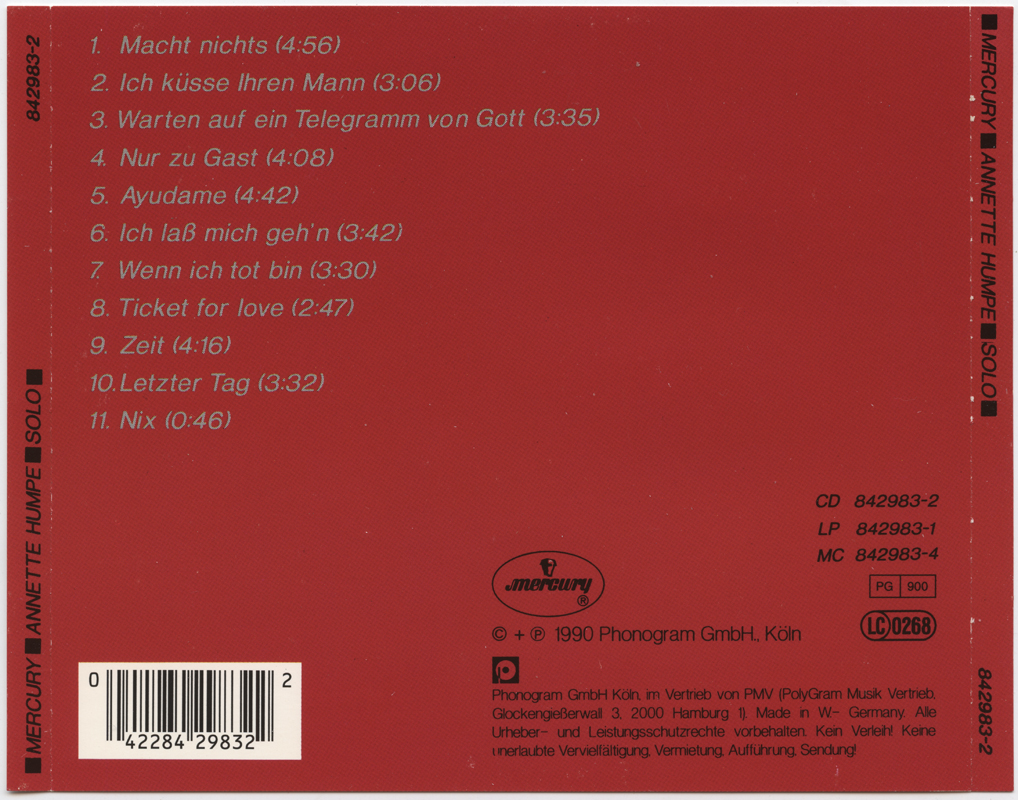 842983-2
MERCURY ANNETTE HUMPE SOLO
1. Macht nichts (4:56)
2. Ich küsse Ihren Mann (3:06)
3. Warten auf ein Telegramm von Gott (3:35)
4. Nur zu Gast (4:08)
5. Ayudame (4:42)
6. Ich laß mich geh'n (3:42)
7. Wenn ich tot bin (3:30)
8. Ticket for love (2:47)
9. Zeit (4:16)
10. Letzter Tag (3:32)
11. Nix (0:46)
CD 842983-2
LP 842983-1
MC 842983-4
PG 900
LC 0268
mercury
®
© + ℗ 1990 Phonogram GmbH., Köln
Phonogram GmbH Köln, im Vertrieb von PMV (PolyGram Musik Vertrieb,
Glockengießerwall 3, 2000 Hamburg 1). Made in W.- Germany. Alle
Urheber- und Leistungsschutzrechte vorbehalten. Kein Verleih! Keine
unerlaubte Vervielfältigung, Vermietung, Aufführung, Sendung!
0 42284 29832 2
MERCURY ANNETTE HUMPE SOLO
842983-2